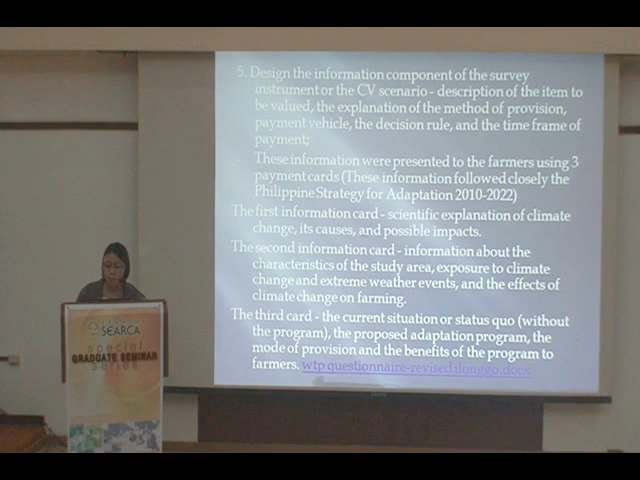 5. Design the information component of the survey
instrument or the CV scenario - description of the item to
be valued, the explanation of the method of provision,
payment vehicle, the decision rule, and the time frame of
payment;
These information were presented to the farmers using 3
payment cards (These information followed closely the
Philippine Strategy for Adaptation 2010-2022)
The first information card - scientific explanation of climate
change, its causes, and possible impacts.
The second information card - information about the
characteristics of the study area, exposure to climate
change and extreme weather events, and the effects of
climate change on farming.
The third card - the current situation or status quo (without
the program), the proposed adaptation program, the
mode of provision and the benefits of the program to
farmers. wtp questionnaire-revised ilonggo.docx
SEARCA
special
GRADUATE SEMINAR
series